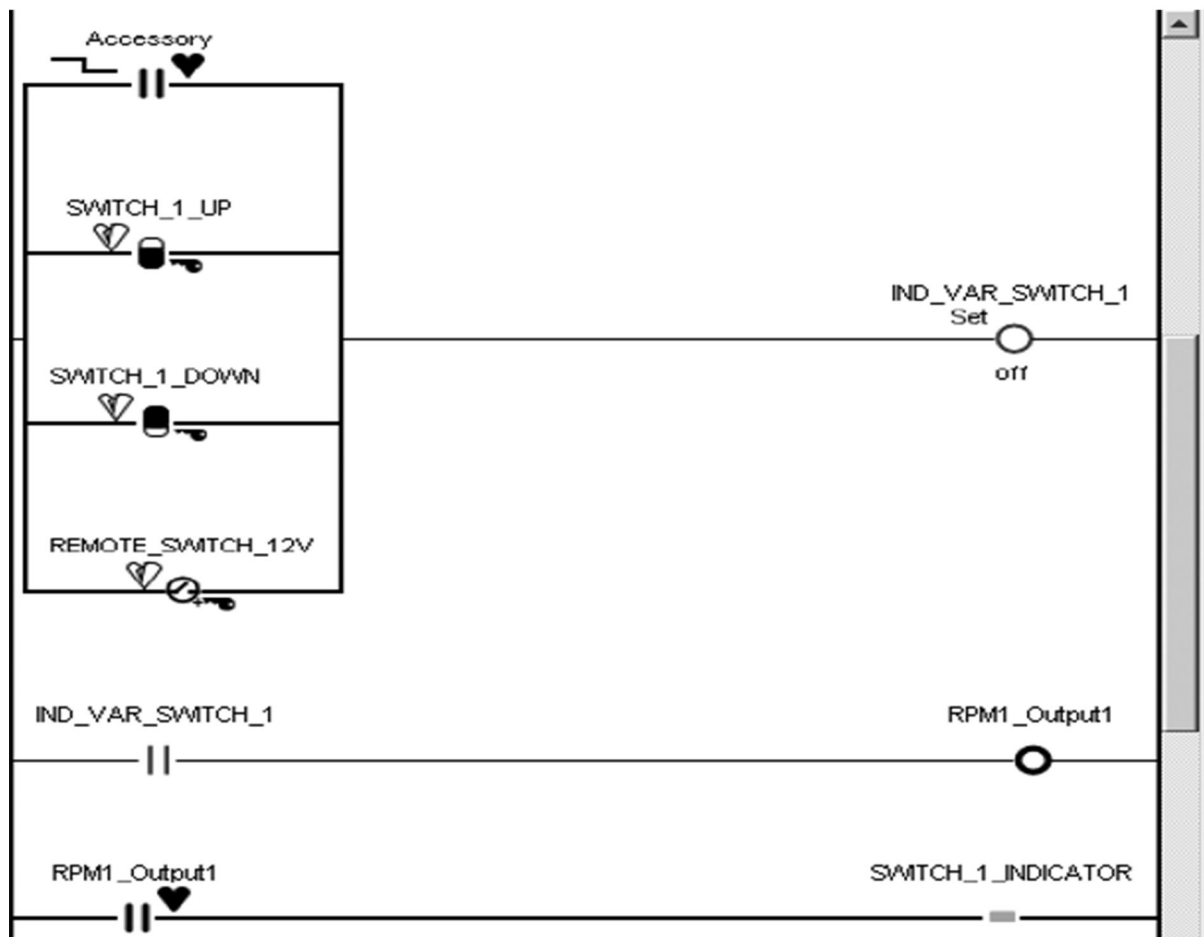 Accessory
SWITCH_1_UP
IND_VAR_SWITCH_1
Set
off
SWITCH_1_DOWN
REMOTE_SWITCH_12V
IND_VAR_SWITCH_1
RPM1_Output1
RPM1_Output1
SWITCH_1_INDICATOR